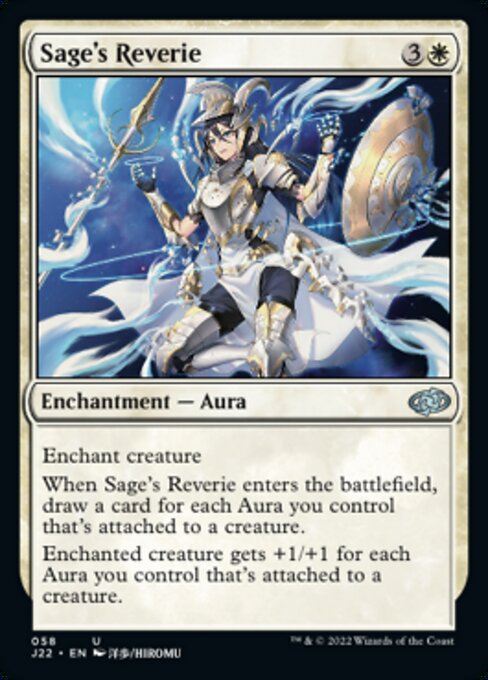 Sage's Reverie 3
Enchantment — Aura
Enchant creature
When Sage's Reverie enters the battlefield,
draw a card for each Aura you control
that's attached to a creature.
Enchanted creature gets +1/+1 for each
Aura you control that's attached to a
creature.
058 U ™ & © 2022 Wizards of the Coast
J22 • EN 洋歩/HIROMU